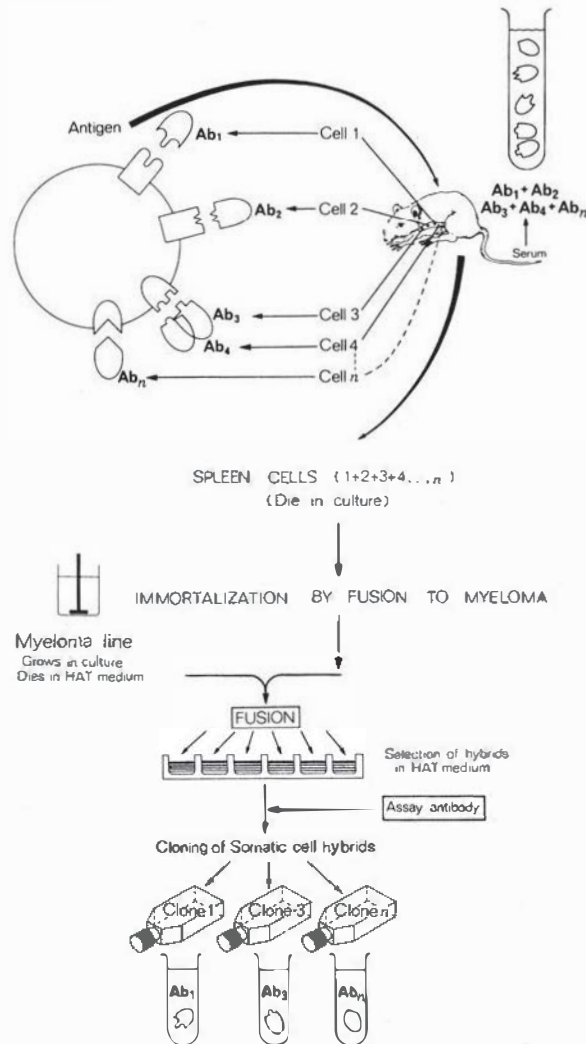 Antigen
Ab1
Cell 1
Ab2
Cell 2
Ab3
Cell 3
Ab4
Cell 4
Abn
Cell n
Ab1 + Ab2
Ab3 + Ab4 + Abn
Serum
SPLEEN CELLS (1+2+3+4...n)
(Die in culture)
IMMORTALIZATION BY FUSION TO MYELOMA
Myeloma line
Grows in culture
Dies in HAT medium
FUSION
Selection of hybrids
in HAT medium
Assay antibody
Cloning of Somatic cell hybrids
Clone 1
Clone 3
Clone n
Ab1
Ab3
Abn